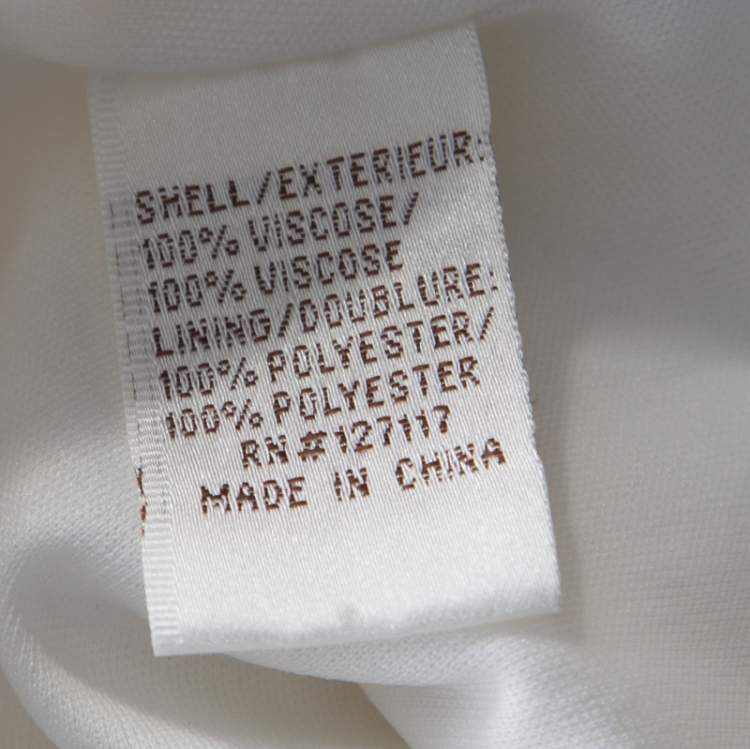 SHELL/EXTERIEUR:
100% VISCOSE/
100% VISCOSE
LINING/DOUBLURE:
100% POLYESTER/
100% POLYESTER
RN#127117
MADE IN CHINA